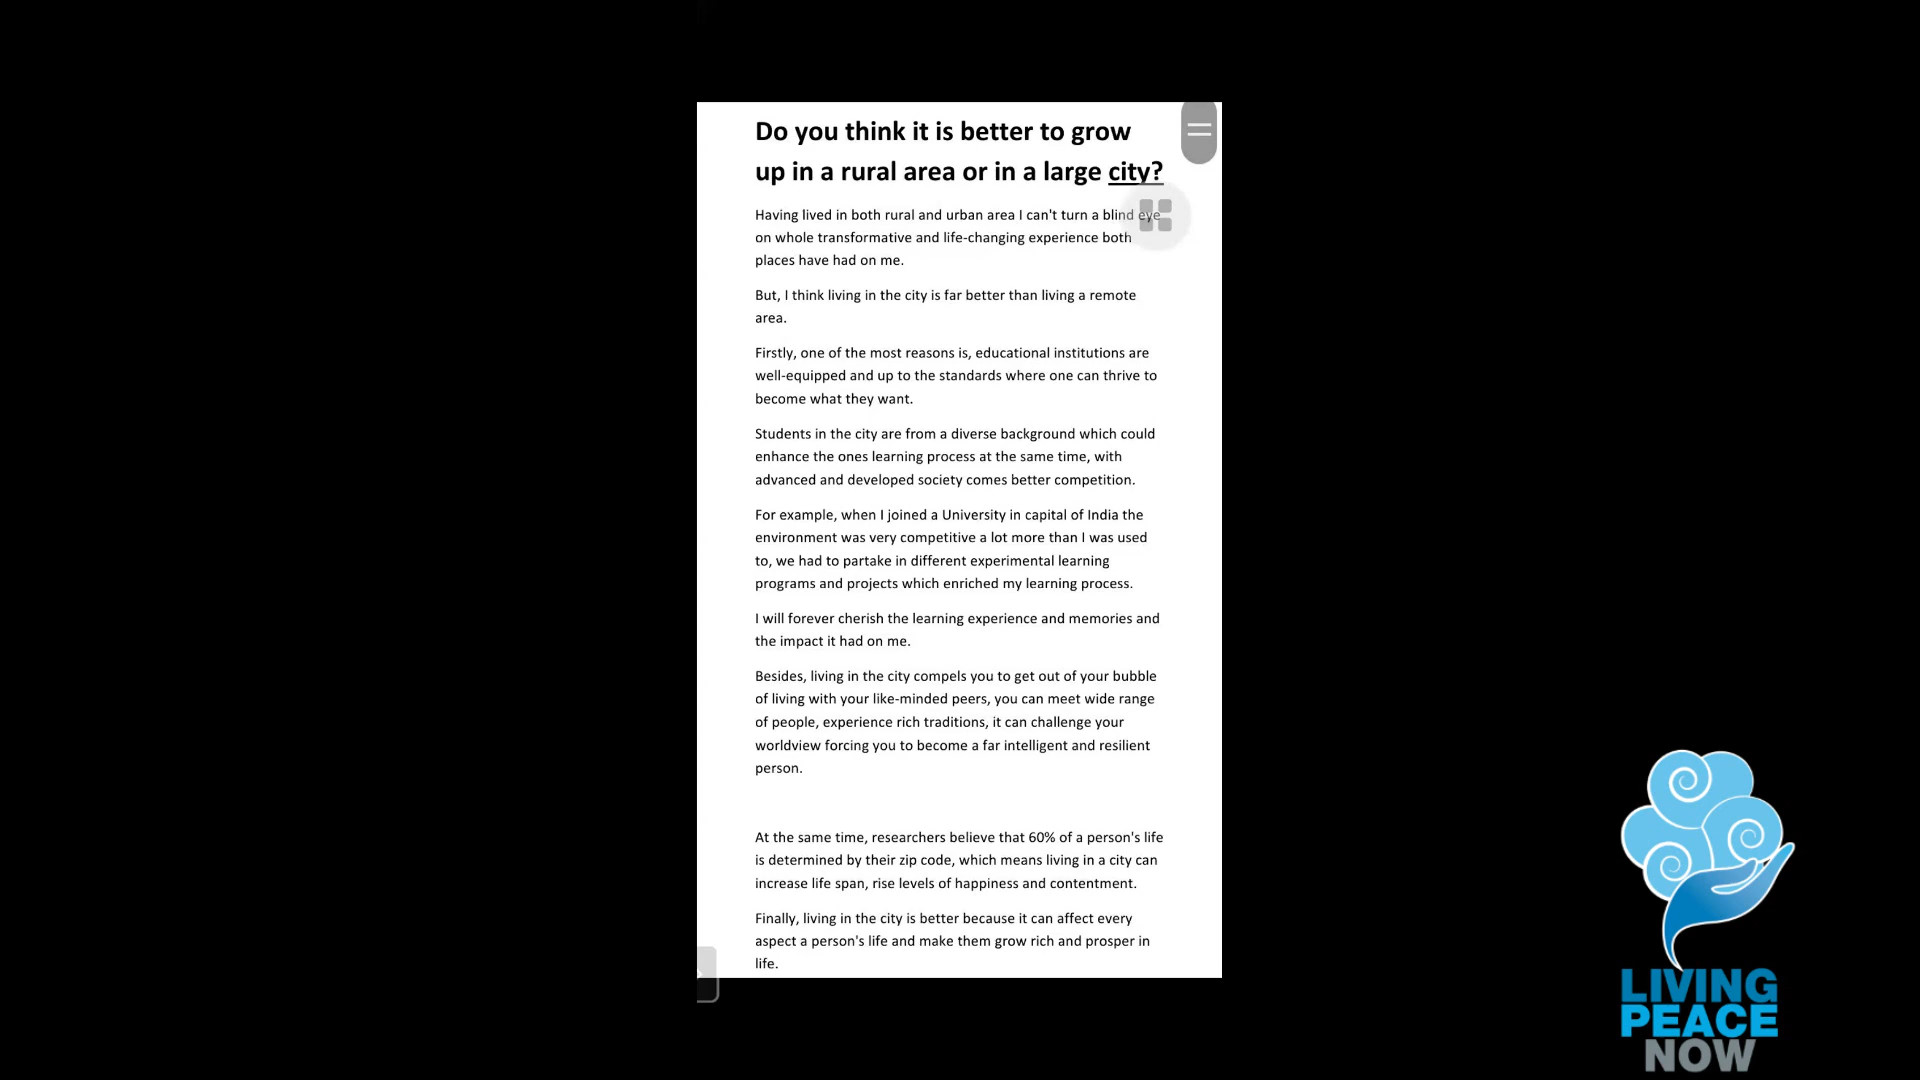 Do you think it is better to grow
up in a rural area or in a large city?
Having lived in both rural and urban area I can't turn a blind eye
on whole transformative and life-changing experience both
places have had on me.
But, I think living in the city is far better than living a remote
area.
Firstly, one of the most reasons is, educational institutions are
well-equipped and up to the standards where one can thrive to
become what they want.
Students in the city are from a diverse background which could
enhance the ones learning process at the same time, with
advanced and developed society comes better competition.
For example, when I joined a University in capital of India the
environment was very competitive a lot more than I was used
to, we had to partake in different experimental learning
programs and projects which enriched my learning process.
I will forever cherish the learning experience and memories and
the impact it had on me.
Besides, living in the city compels you to get out of your bubble
of living with your like-minded peers, you can meet wide range
of people, experience rich traditions, it can challenge your
worldview forcing you to become a far intelligent and resilient
person.
At the same time, researchers believe that 60% of a person's life
is determined by their zip code, which means living in a city can
increase life span, rise levels of happiness and contentment.
Finally, living in the city is better because it can affect every
aspect a person's life and make them grow rich and prosper in
life.
LIVING
PEACE
NOW